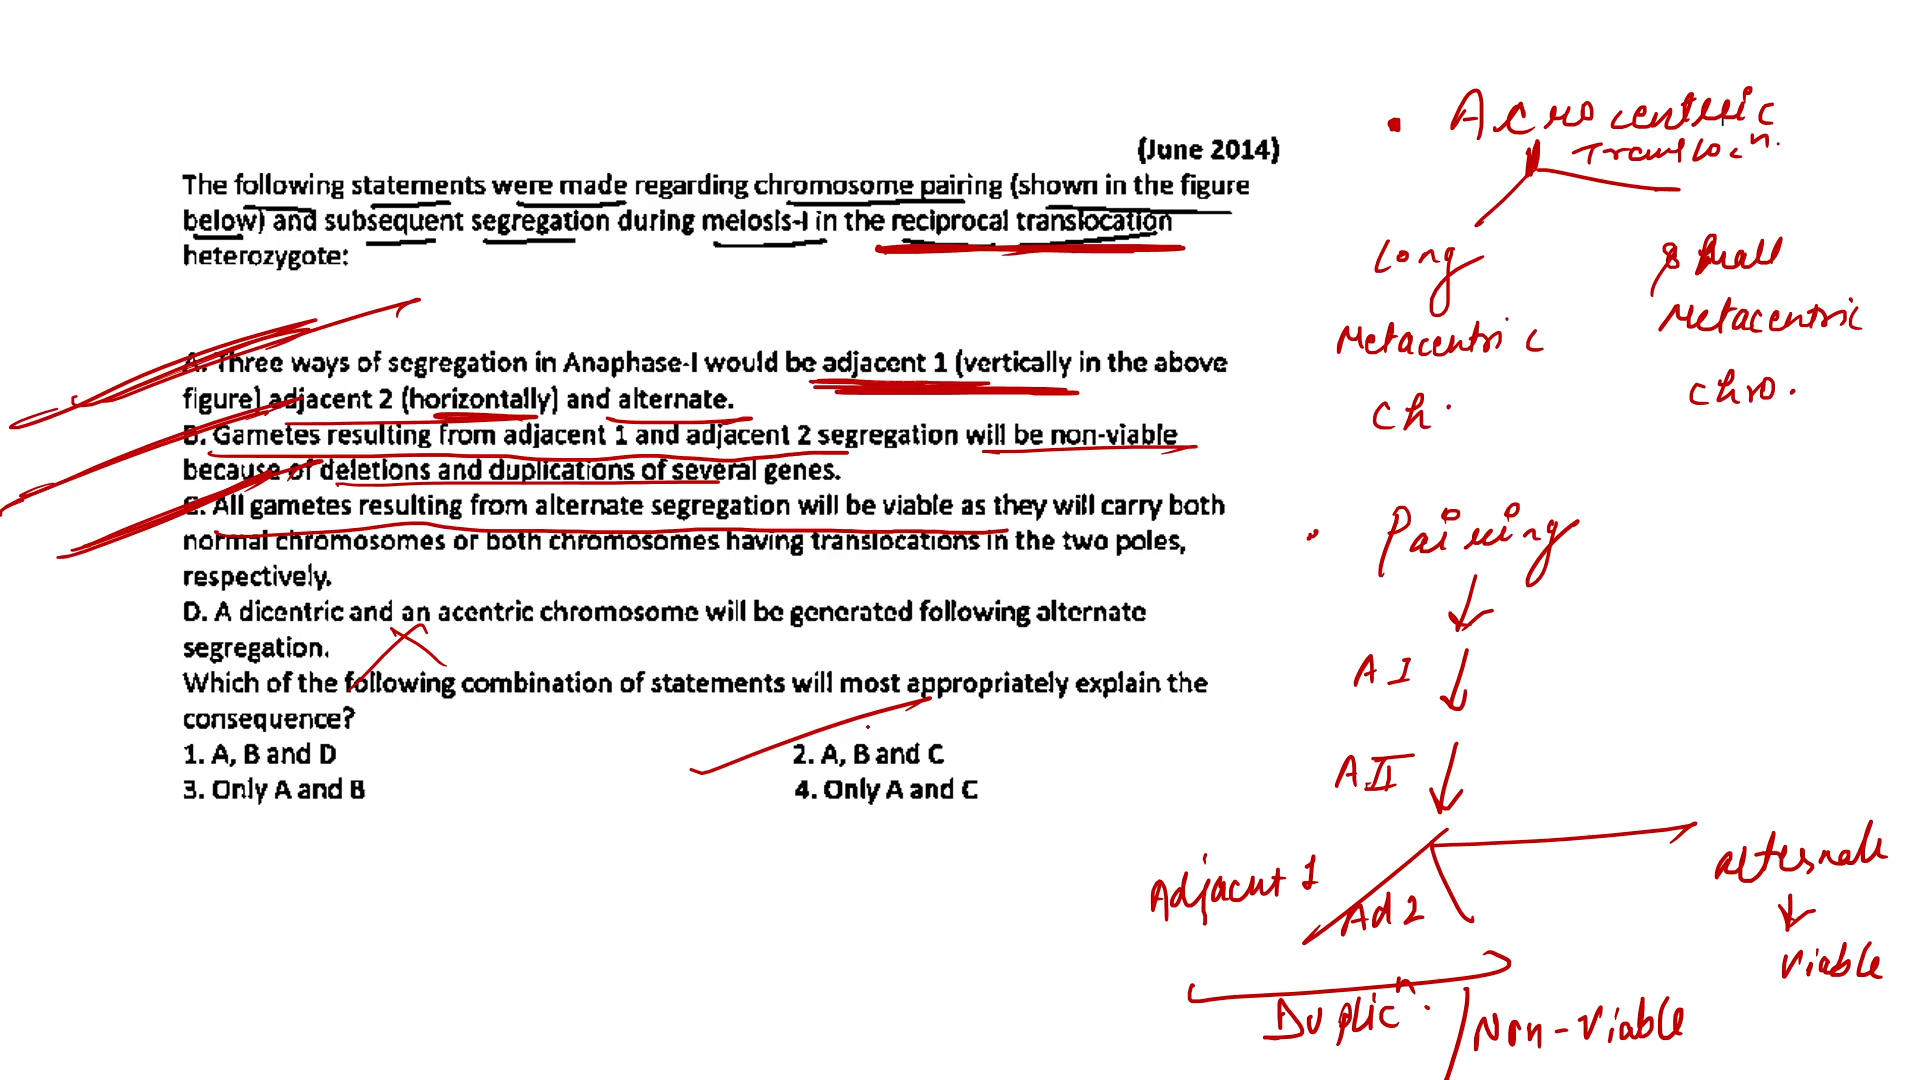 (June 2014)
The following statements were made regarding chromosome pairing (shown in the figure
below) and subsequent segregation during meiosis-I in the reciprocal translocation
heterozygote:
A. Three ways of segregation in Anaphase-I would be adjacent 1 (vertically in the above
figure) adjacent 2 (horizontally) and alternate.
B. Gametes resulting from adjacent 1 and adjacent 2 segregation will be non-viable
because of deletions and duplications of several genes.
C. All gametes resulting from alternate segregation will be viable as they will carry both
normal chromosomes or both chromosomes having translocations in the two poles,
respectively.
D. A dicentric and an acentric chromosome will be generated following alternate
segregation.
Which of the following combination of statements will most appropriately explain the
consequence?
1. A, B and D
2. A, B and C
3. Only A and B
4. Only A and C
Acrocentric
Translocn.
Long
Metacentric
Ch.
Small
Metacentric
Chro.
Pairing
A I
A II
Adjacent 1
Ad 2
alternate
viable
Duplicn.
Non-viable